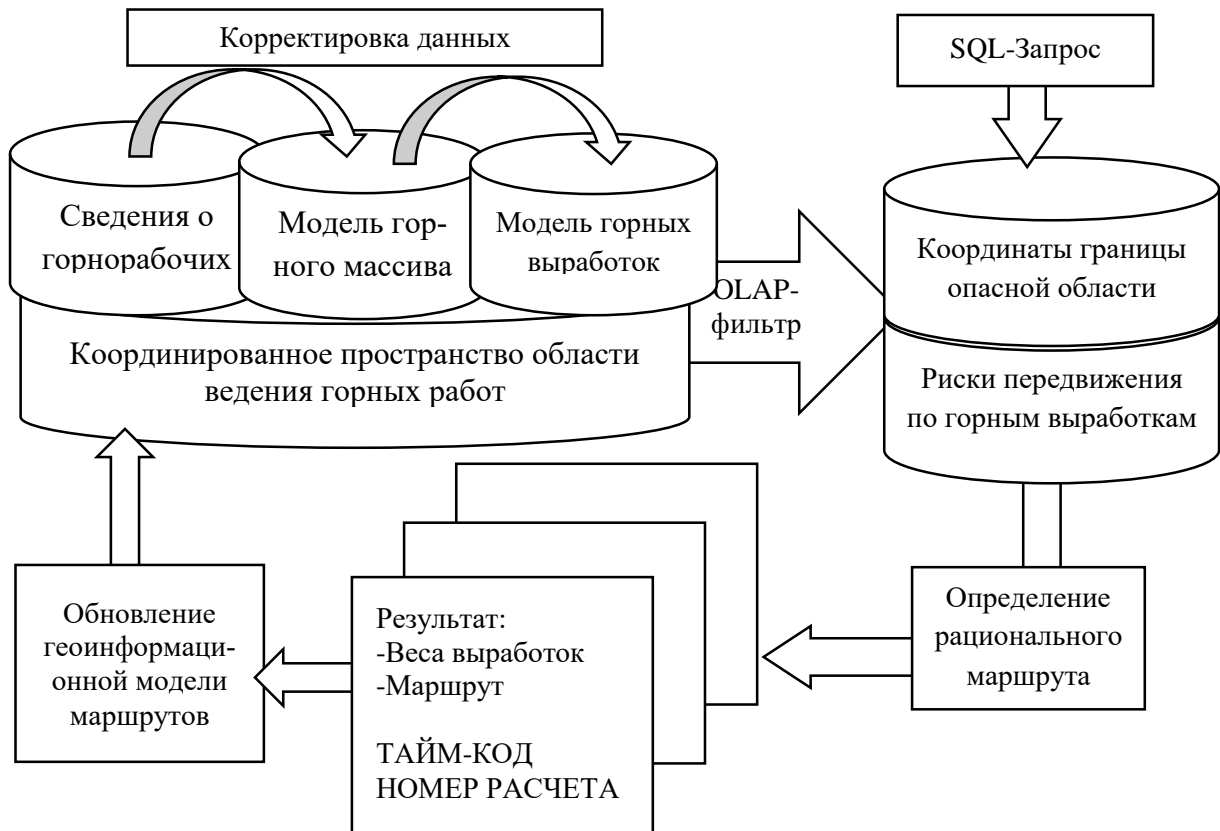 Корректировка данных
SQL-Запрос
Сведения о
горнорабочих
Модель гор-
ного массива
Модель горных
выработок
Координированное пространство области
ведения горных работ
OLAP-
фильтр
Координаты границы
опасной области
Риски передвижения
по горным выработкам
Определение
рационального
маршрута
Результат:
-Веса выработок
-Маршрут
ТАЙМ-КОД
НОМЕР РАСЧЕТА
Обновление
геоинформаци-
онной модели
маршрутов